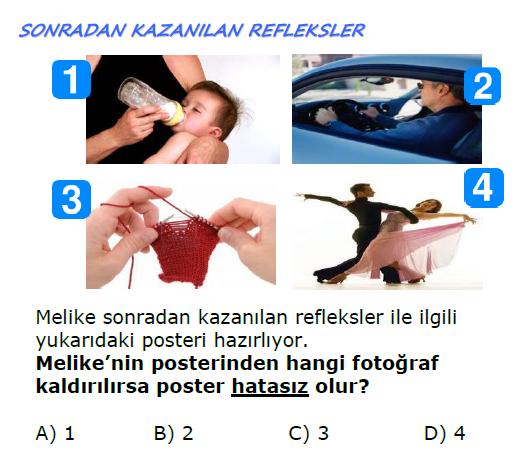 SONRADAN KAZANILAN REFLEKSLER
1
2
3
4
Melike sonradan kazanılan refleksler ile ilgili
yukarıdaki posteri hazırlıyor.
Melike’nin posterinden hangi fotoğraf
kaldırılırsa poster hatasız olur?
A) 1 B) 2 C) 3 D) 4